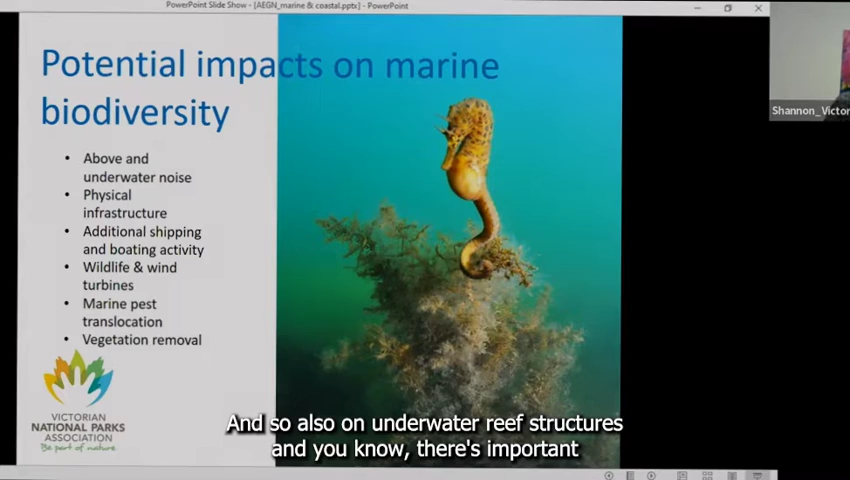 PowerPoint Slide Show - [AEGN_marine & coastal.ppts] - PowerPoint
Shannon_Victor
Potential impacts on marine
biodiversity
• Above and
underwater noise
• Physical
infrastructure
• Additional shipping
and boating activity
• Wildlife & wind
turbines
• Marine pest
translocation
• Vegetation removal
VICTORIAN
NATIONAL PARKS
ASSOCIATION
Be part of nature
And so also on underwater reef structures
and you know, there's important